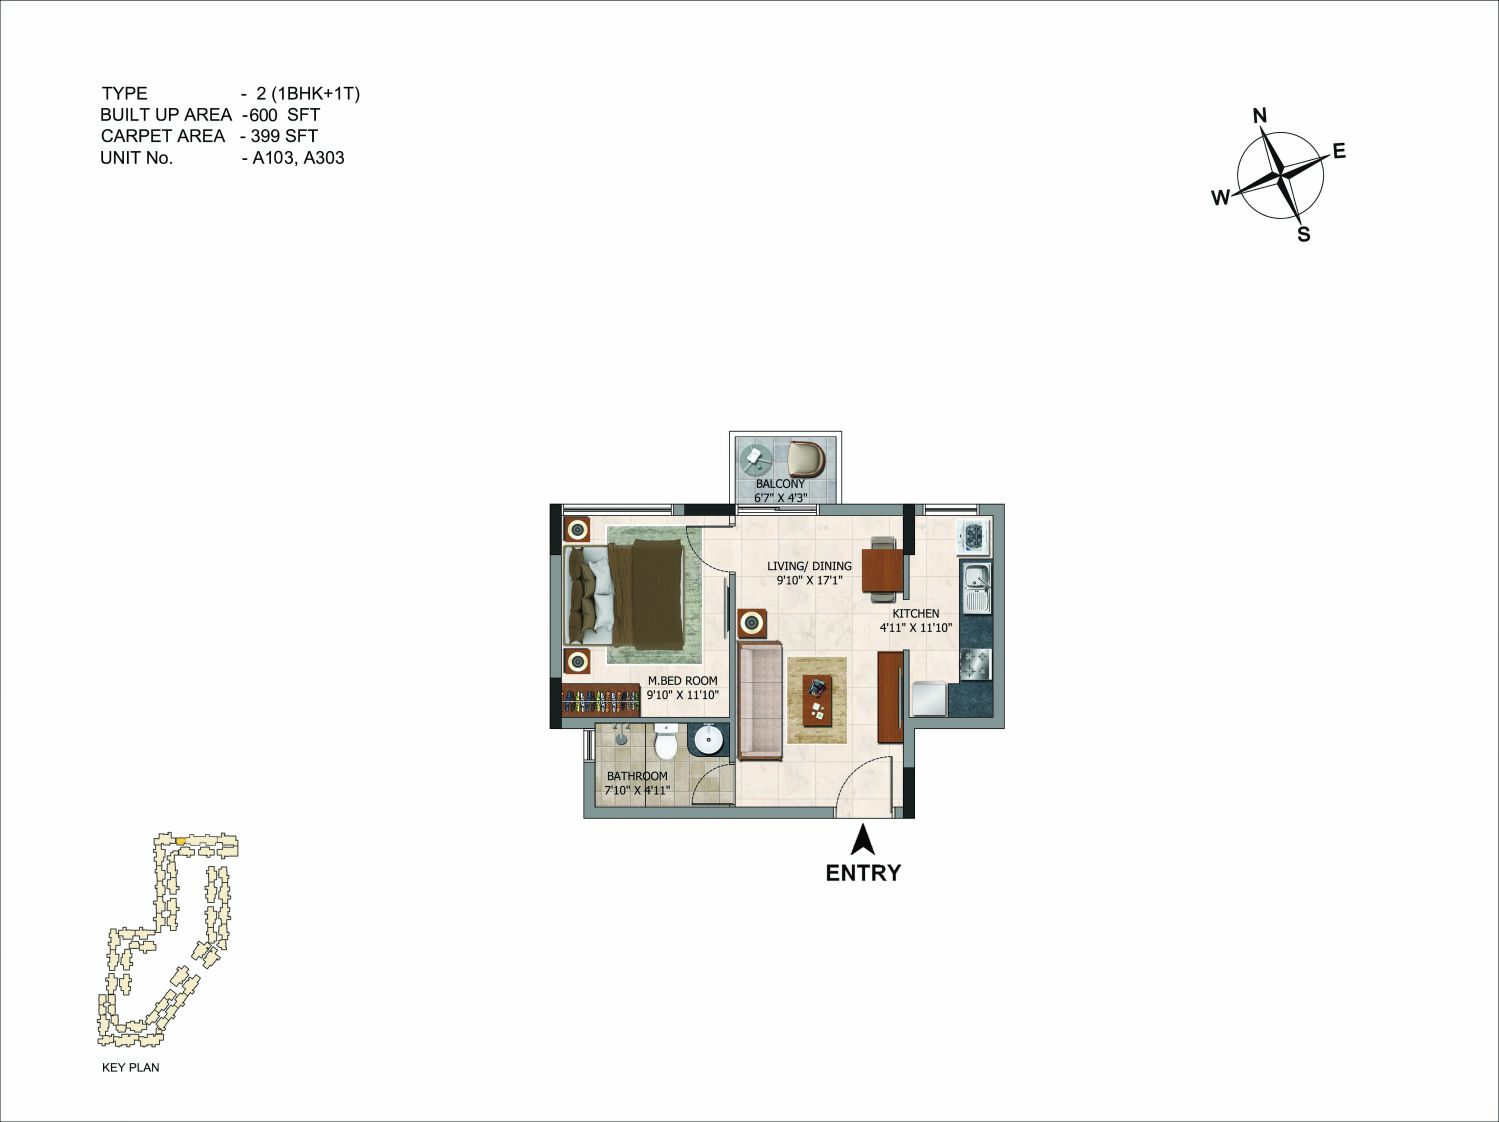 TYPE - 2 (1BHK+1T)
BUILT UP AREA -600 SFT
CARPET AREA - 399 SFT
UNIT No. - A103, A303
N
E
W
S
BALCONY
6'7" X 4'3"
LIVING/ DINING
9'10" X 17'1"
KITCHEN
4'11" X 11'10"
M.BED ROOM
9'10" X 11'10"
BATHROOM
7'10" X 4'11"
ENTRY
KEY PLAN